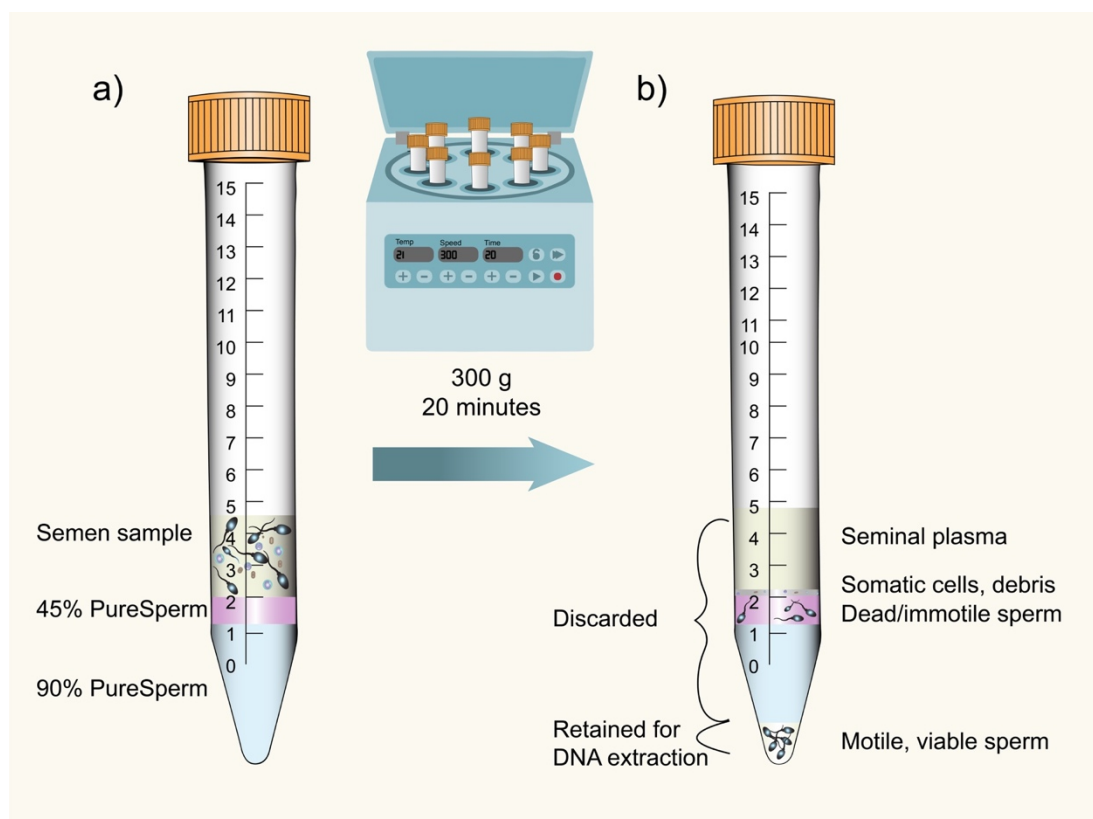 a)
15
14
13
12
11
10
9
8
7
6
5
4
3
2
1
0
Semen sample
45% PureSperm
90% PureSperm
Temp Speed Time
21 300 20
300 g
20 minutes
b)
15
14
13
12
11
10
9
8
7
6
5
4
3
2
1
0
Discarded
Retained for
DNA extraction
Seminal plasma
Somatic cells, debris
Dead/immotile sperm
Motile, viable sperm